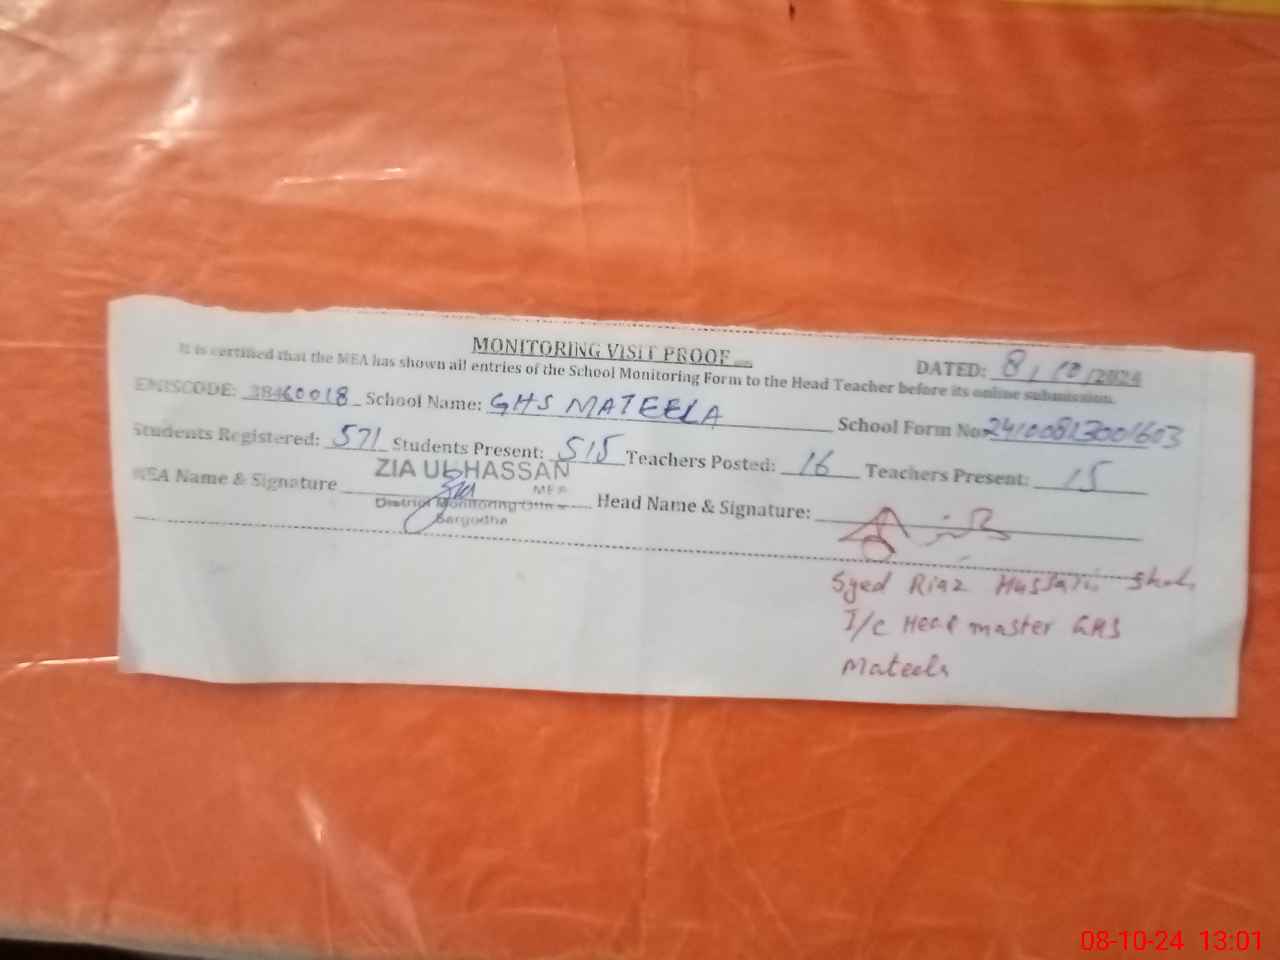 MONITORING VISIT PROOF
DATED: 8/10/2024
It is certified that the MEA has shown all entries of the School Monitoring Form to the Head Teacher before its online submission.
EMISCODE: 38460018 School Name: GHS MATEELA School Form No 24100813001603
Students Registered: 571 Students Present: 515 Teachers Posted: 16 Teachers Present: 15
MEA Name & Signature ZIA UL HASSAN Head Name & Signature:
MEA
District Monitoring Office
Sargodha
Syed Riaz Hussain Shah
I/c Head master GHS
Mateela
08-10-24 13:01